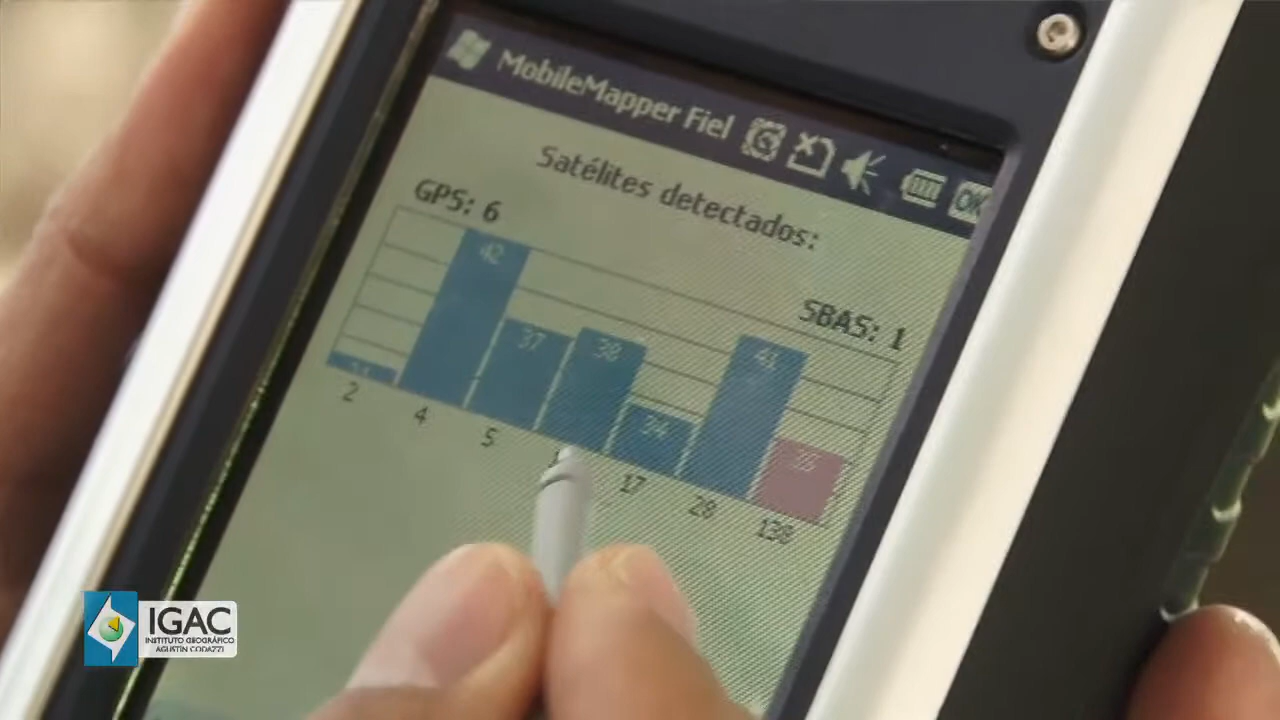 MobileMapper Fiel
OK
Satélites detectados:
GPS: 6
SBAS: 1
42
37
38
41
2
4
5
17
28
138
IGAC
INSTITUTO GEOGRÁFICO
AGUSTÍN CODAZZI